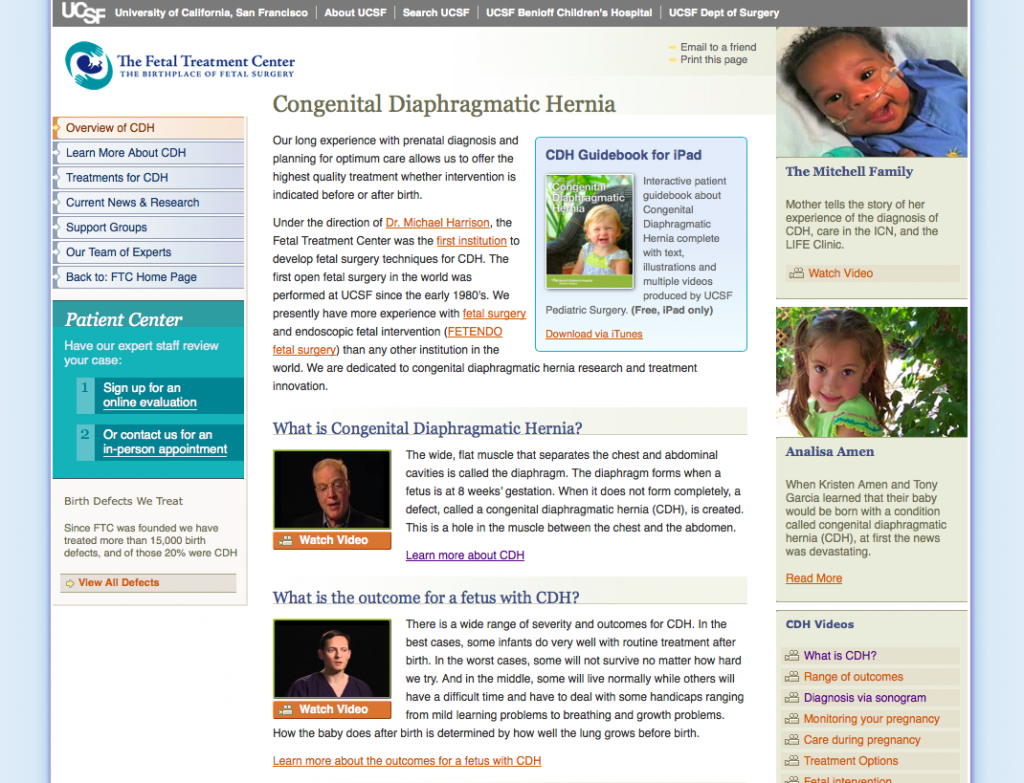 UCSF University of California, San Francisco About UCSF Search UCSF UCSF Benioff Children's Hospital UCSF Dept of Surgery
The Fetal Treatment Center
THE BIRTHPLACE OF FETAL SURGERY
Email to a friend
Print this page
Overview of CDH
Learn More About CDH
Treatments for CDH
Current News & Research
Support Groups
Our Team of Experts
Back to: FTC Home Page
Patient Center
Have our expert staff review
your case:
1 Sign up for an
online evaluation
2 Or contact us for an
in-person appointment
Birth Defects We Treat
Since FTC was founded we have
treated more than 15,000 birth
defects, and of those 20% were CDH
View All Defects
Congenital Diaphragmatic Hernia
Our long experience with prenatal diagnosis and
planning for optimum care allows us to offer the
highest quality treatment whether intervention is
indicated before or after birth.
Under the direction of Dr. Michael Harrison, the
Fetal Treatment Center was the first institution to
develop fetal surgery techniques for CDH. The
first open fetal surgery in the world was
performed at UCSF since the early 1980's. We
presently have more experience with fetal surgery
and endoscopic fetal intervention (FETENDO
fetal surgery) than any other institution in the
world. We are dedicated to congenital diaphragmatic hernia research and treatment
innovation.
CDH Guidebook for iPad
Congenital
Diaphragmatic
Hernia
Interactive patient
guidebook about
Congenital
Diaphragmatic
Hernia complete
with text,
illustrations and
multiple videos
produced by UCSF
Pediatric Surgery. (Free, iPad only)
Download via iTunes
What is Congenital Diaphragmatic Hernia?
Watch Video
The wide, flat muscle that separates the chest and abdominal
cavities is called the diaphragm. The diaphragm forms when a
fetus is at 8 weeks' gestation. When it does not form completely, a
defect, called a congenital diaphragmatic hernia (CDH), is created.
This is a hole in the muscle between the chest and the abdomen.
Learn more about CDH
What is the outcome for a fetus with CDH?
Watch Video
There is a wide range of severity and outcomes for CDH. In the
best cases, some infants do very well with routine treatment after
birth. In the worst cases, some will not survive no matter how hard
we try. And in the middle, some will live normally while others will
have a difficult time and have to deal with some handicaps ranging
from mild learning problems to breathing and growth problems.
How the baby does after birth is determined by how well the lung grows before birth.
Learn more about the outcomes for a fetus with CDH
The Mitchell Family
Mother tells the story of her
experience of the diagnosis of
CDH, care in the ICN, and the
LIFE Clinic.
Watch Video
Analisa Amen
When Kristen Amen and Tony
Garcia learned that their baby
would be born with a condition
called congenital diaphragmatic
hernia (CDH), at first the news
was devastating.
Read More
CDH Videos
What is CDH?
Range of outcomes
Diagnosis via sonogram
Monitoring your pregnancy
Care during pregnancy
Treatment Options
Fetal intervention